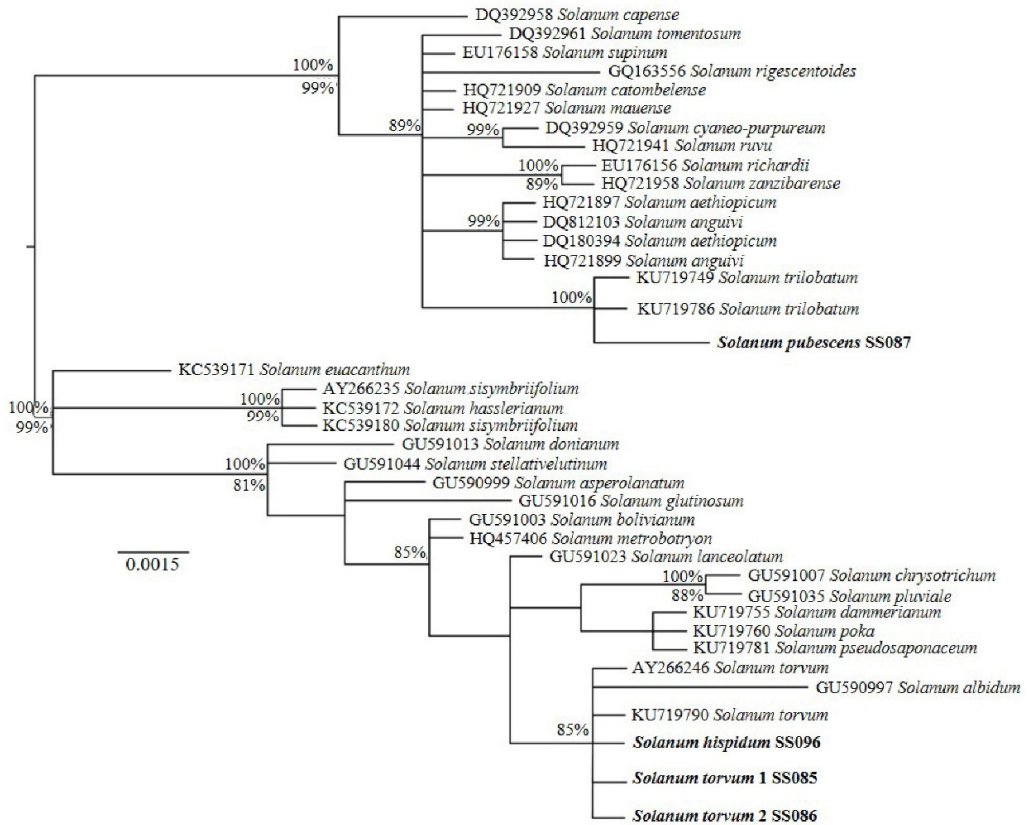 DQ392958 Solanum capense
DQ392961 Solanum tomentosum
EU176158 Solanum supinum
100%
GQ163556 Solanum rigescentoides
99%
HQ721909 Solanum catombelense
HQ721927 Solanum mauense
89%
99%
DQ392959 Solanum cyaneo-purpureum
HQ721941 Solanum ruvu
100%
EU176156 Solanum richardii
89%
HQ721958 Solanum zanzibarense
HQ721897 Solanum aethiopicum
99%
DQ812103 Solanum anguivi
DQ180394 Solanum aethiopicum
HQ721899 Solanum anguivi
KU719749 Solanum trilobatum
100%
KU719786 Solanum trilobatum
Solanum pubescens SS087
KC539171 Solanum euacanthum
AY266235 Solanum sisymbriifolium
100%
100%
KC539172 Solanum hasslerianum
99%
99%
KC539180 Solanum sisymbriifolium
GU591013 Solanum donianum
100%
GU591044 Solanum stellativelutinum
81%
GU590999 Solanum asperolanatum
GU591016 Solanum glutinosum
GU591003 Solanum bolivianum
HQ457406 Solanum metrobotryon
85%
GU591023 Solanum lanceolatum
0.0015
100%
GU591007 Solanum chrysotrichum
88%
GU591035 Solanum pluviale
KU719755 Solanum dammerianum
KU719760 Solanum poka
KU719781 Solanum pseudosaponaceum
AY266246 Solanum torvum
GU590997 Solanum albidum
KU719790 Solanum torvum
85%
Solanum hispidum SS096
Solanum torvum 1 SS085
Solanum torvum 2 SS086